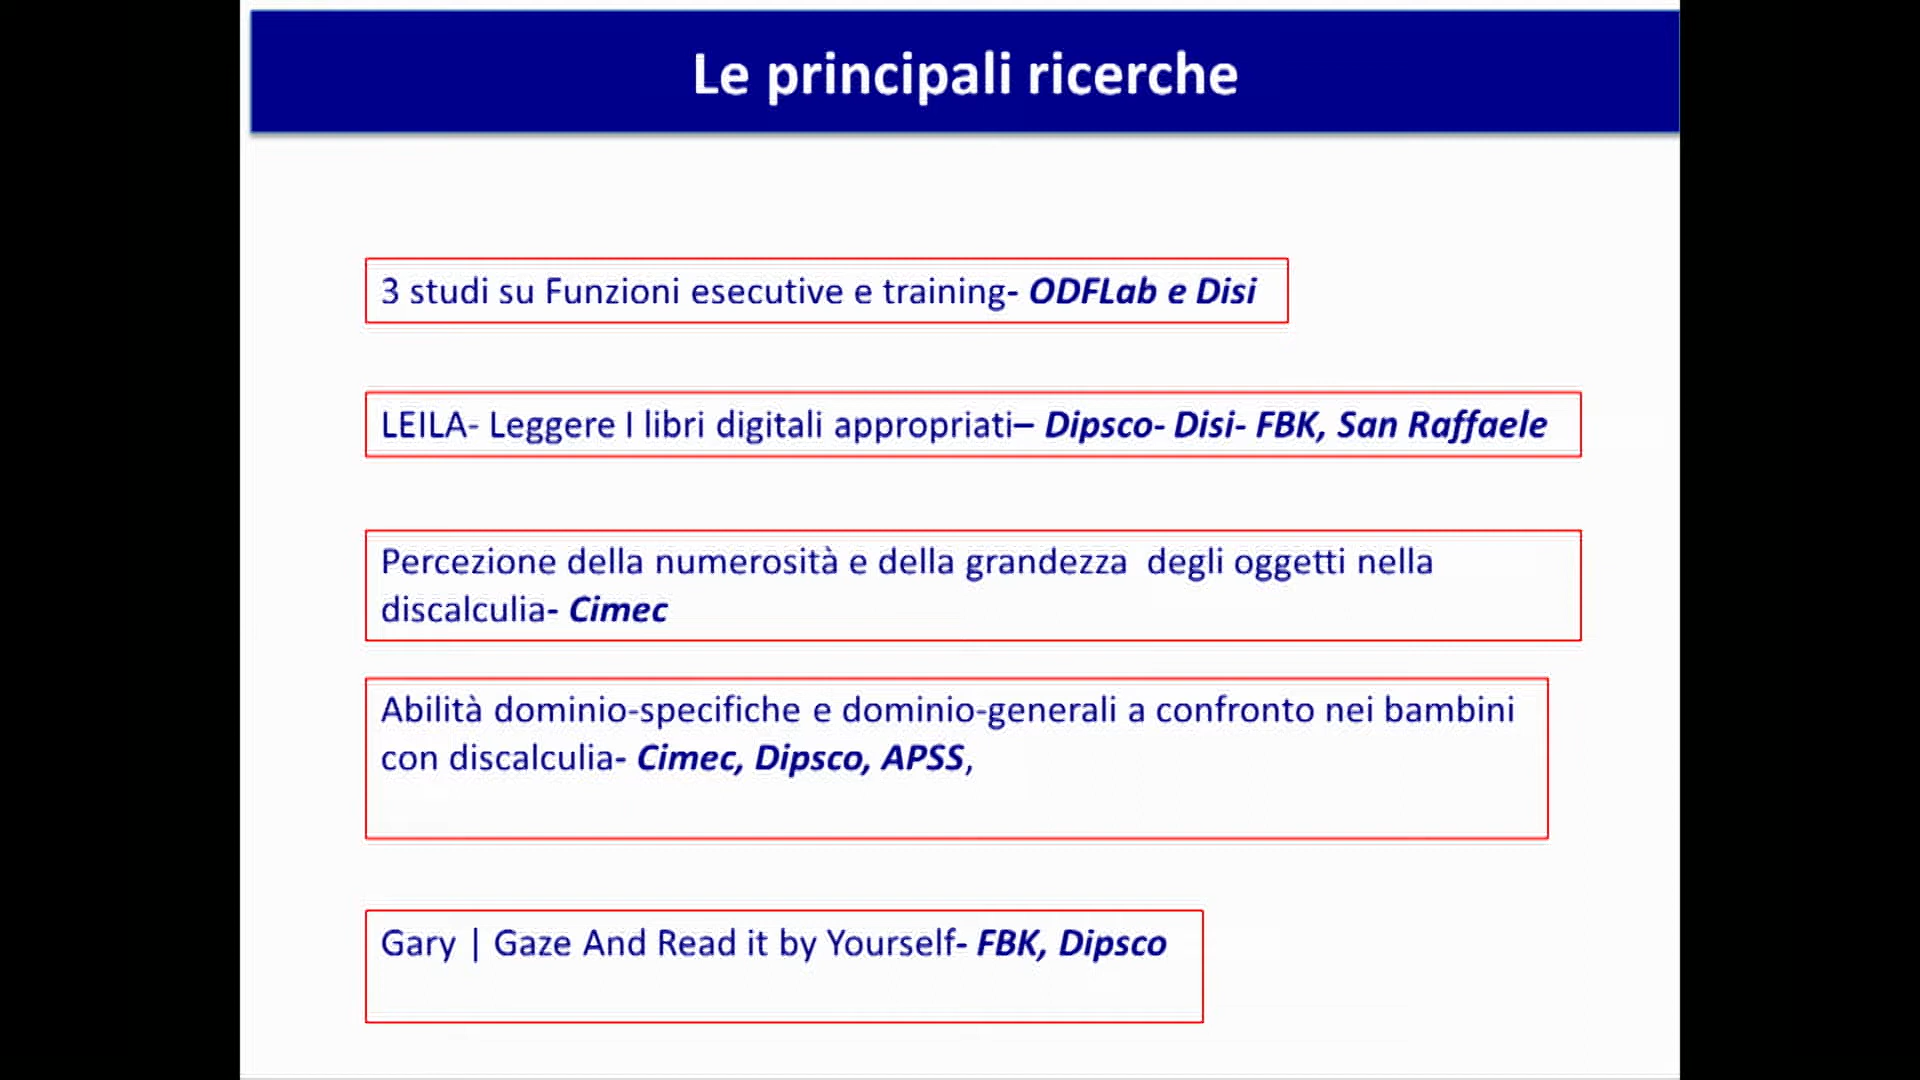 Le principali ricerche
3 studi su Funzioni esecutive e training- ODFLab e Disi
LEILA- Leggere I libri digitali appropriati– Dipsco- Disi- FBK, San Raffaele
Percezione della numerosità e della grandezza  degli oggetti nella
discalculia- Cimec
Abilità dominio-specifiche e dominio-generali a confronto nei bambini
con discalculia- Cimec, Dipsco, APSS,
Gary | Gaze And Read it by Yourself- FBK, Dipsco